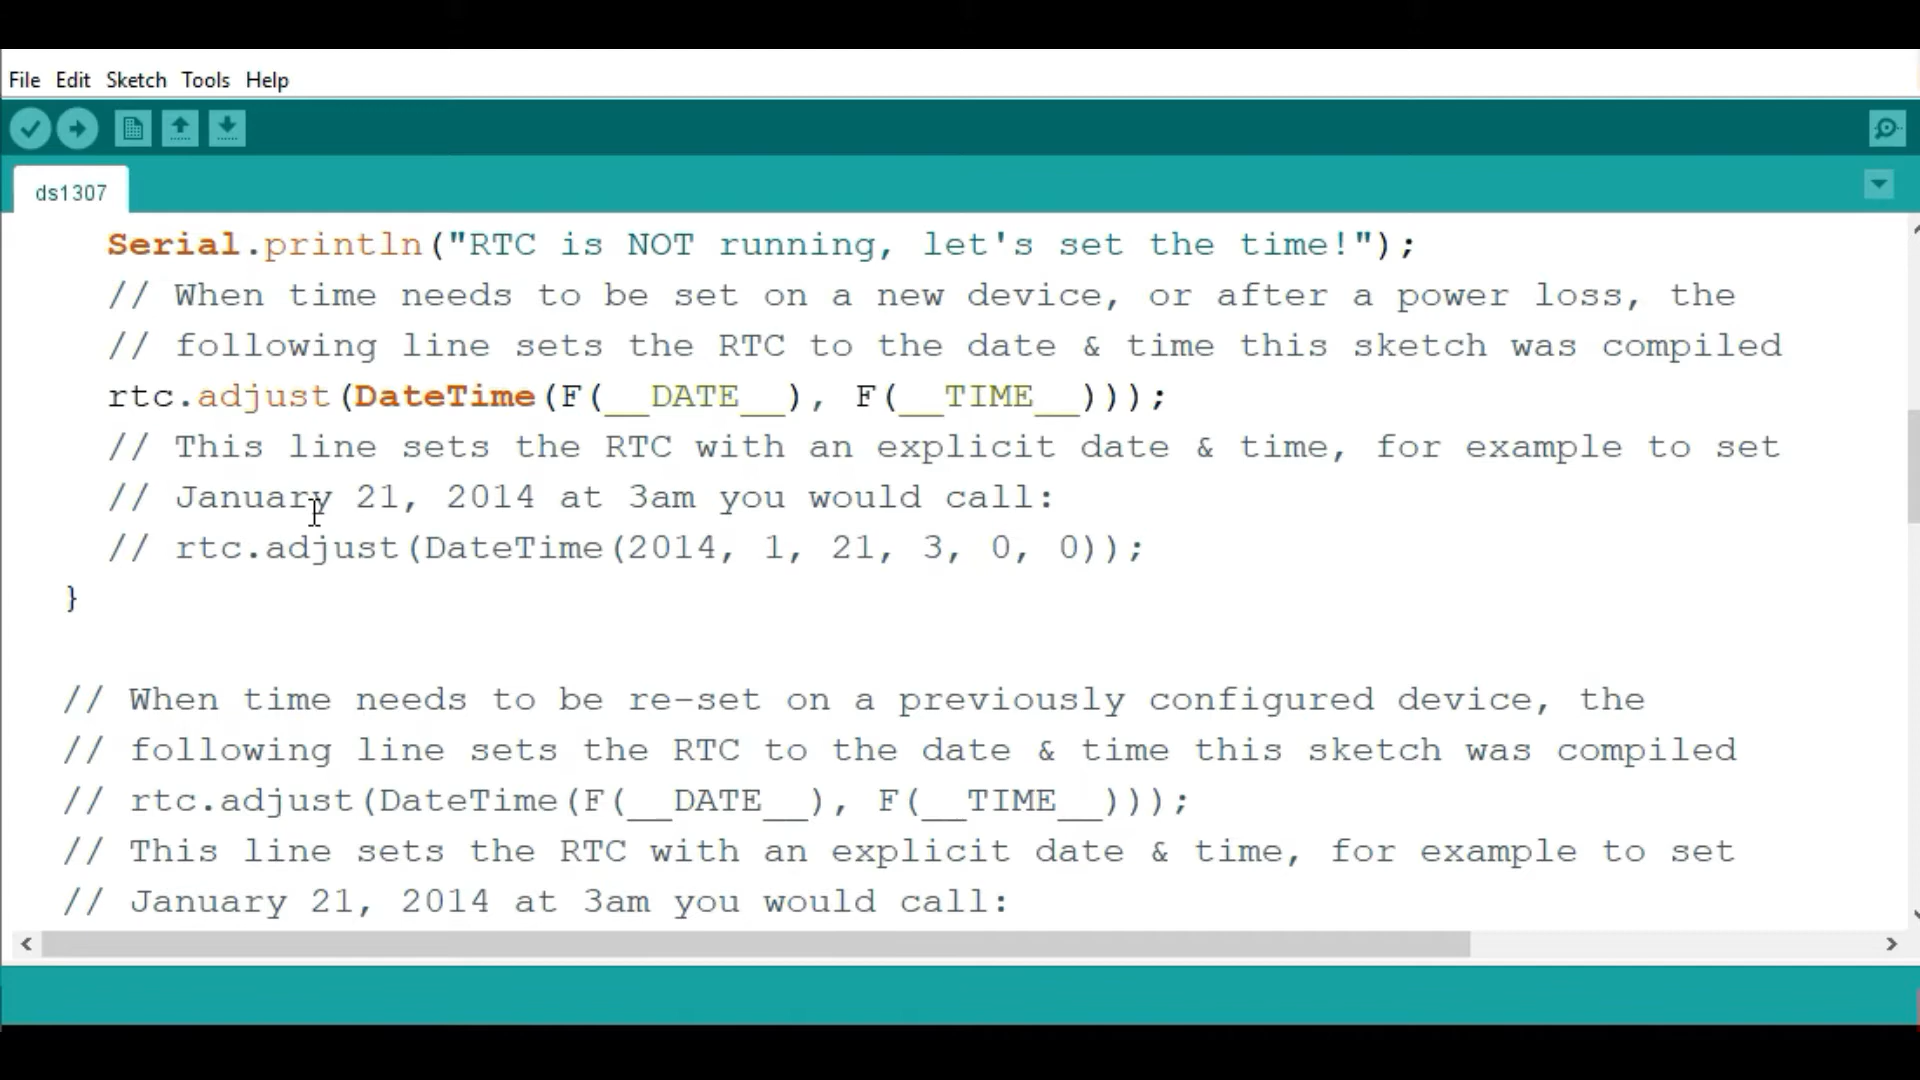 File Edit Sketch Tools Help
ds1307
Serial.println("RTC is NOT running, let's set the time!");
// When time needs to be set on a new device, or after a power loss, the
// following line sets the RTC to the date & time this sketch was compiled
rtc.adjust(DateTime(F(__DATE__), F(__TIME__)));
// This line sets the RTC with an explicit date & time, for example to set
// January 21, 2014 at 3am you would call:
// rtc.adjust(DateTime(2014, 1, 21, 3, 0, 0));
}
// When time needs to be re-set on a previously configured device, the
// following line sets the RTC to the date & time this sketch was compiled
// rtc.adjust(DateTime(F(__DATE__), F(__TIME__)));
// This line sets the RTC with an explicit date & time, for example to set
// January 21, 2014 at 3am you would call: